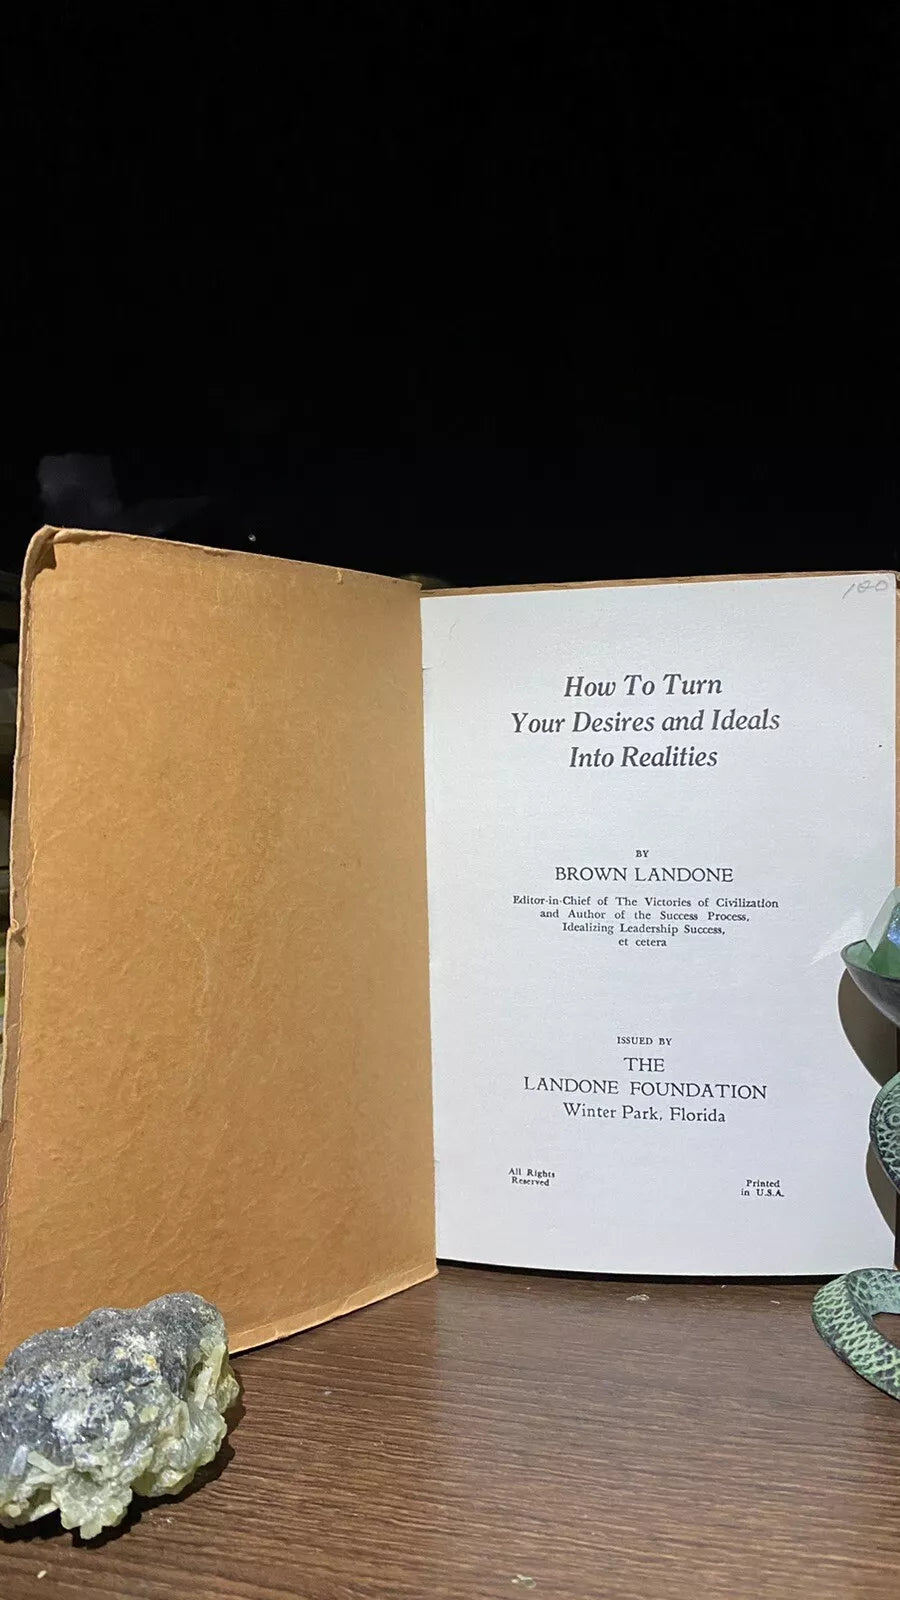 180
How To Turn
Your Desires and Ideals
Into Realities
BY
BROWN LANDONE
Editor-in-Chief of The Victories of Civilization
and Author of the Success Process,
Idealizing Leadership Success,
et cetera
ISSUED BY
THE
LANDONE FOUNDATION
Winter Park, Florida
All Rights
Reserved
Printed
in U.S.A.